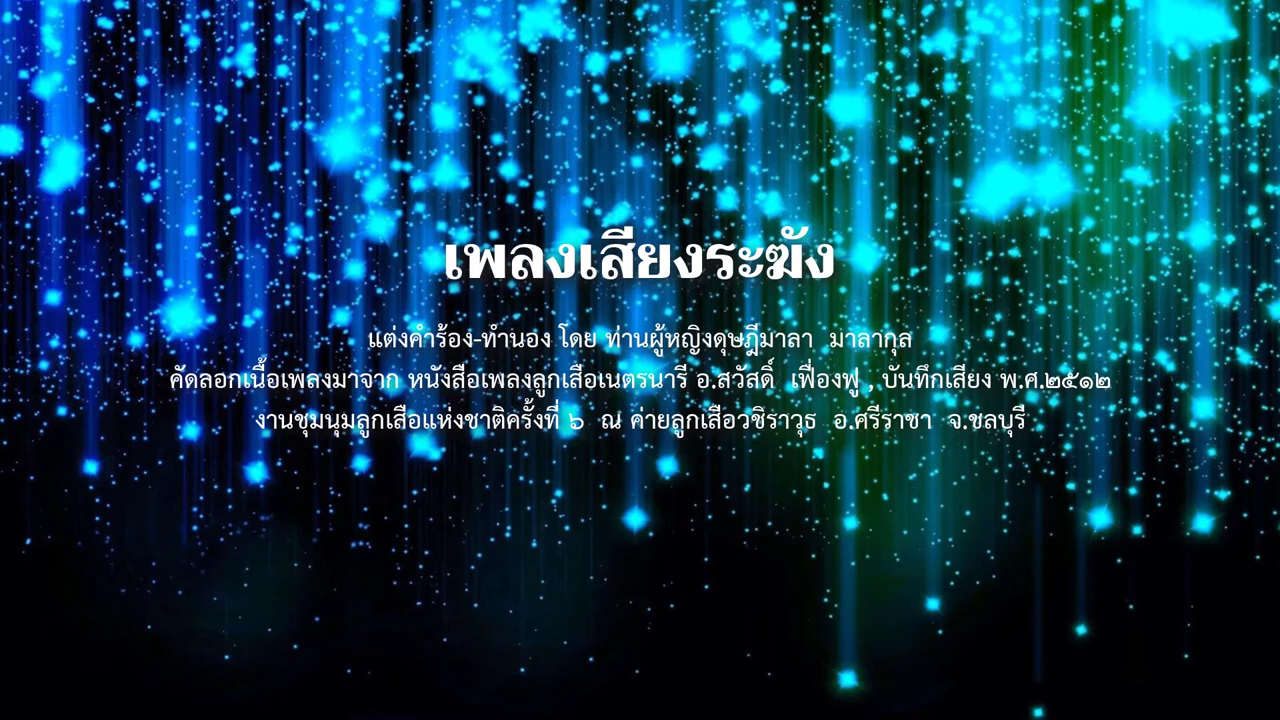 เพลงเสียงระฆัง
แต่งคำร้อง-ทำนอง โดย ท่านผู้หญิงดุษฎีมาลา มาลากุล
คัดลอกเนื้อเพลงมาจาก หนังสือเพลงลูกเสือเนตรนารี อ.สวัสดิ์ เฟื่องฟู , บันทึกเสียง พ.ศ.๒๕๑๒
งานชุมนุมลูกเสือแห่งชาติครั้งที่ ๖ ณ ค่ายลูกเสือวชิราวุธ อ.ศรีราชา จ.ชลบุรี